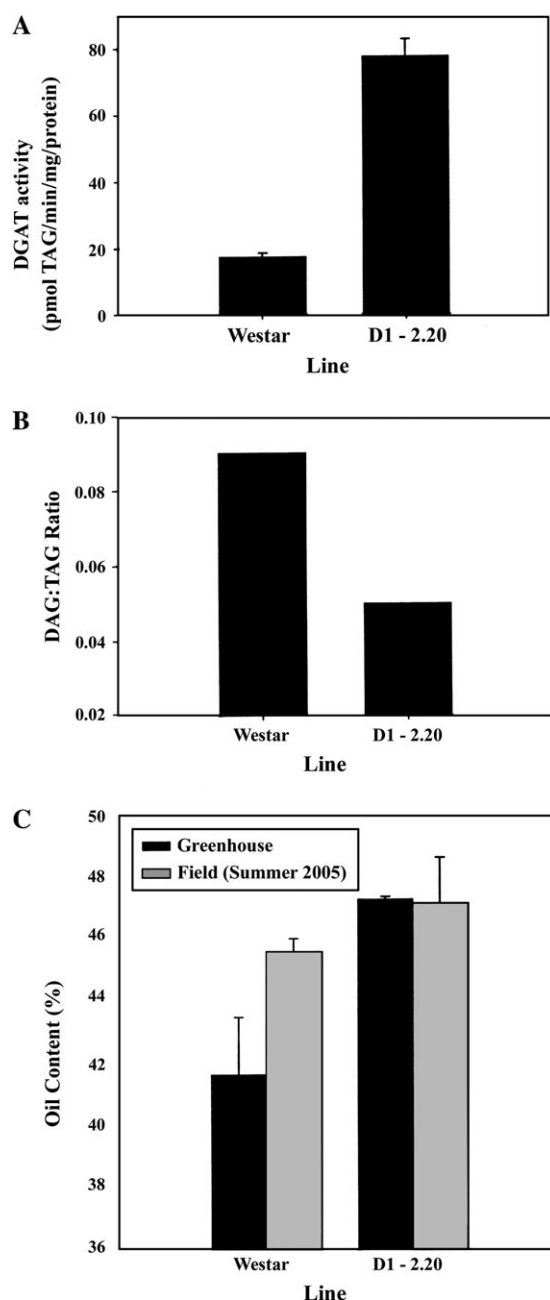 A
DGAT activity
(pmol TAG/min/mg/protein)
80
60
40
20
0
Westar D1 - 2.20
Line
B
DAG:TAG Ratio
0.10
0.08
0.06
0.04
0.02
Westar D1 - 2.20
Line
C
Oil Content (%)
50
48
46
44
42
40
38
36
Greenhouse
Field (Summer 2005)
Westar D1 - 2.20
Line